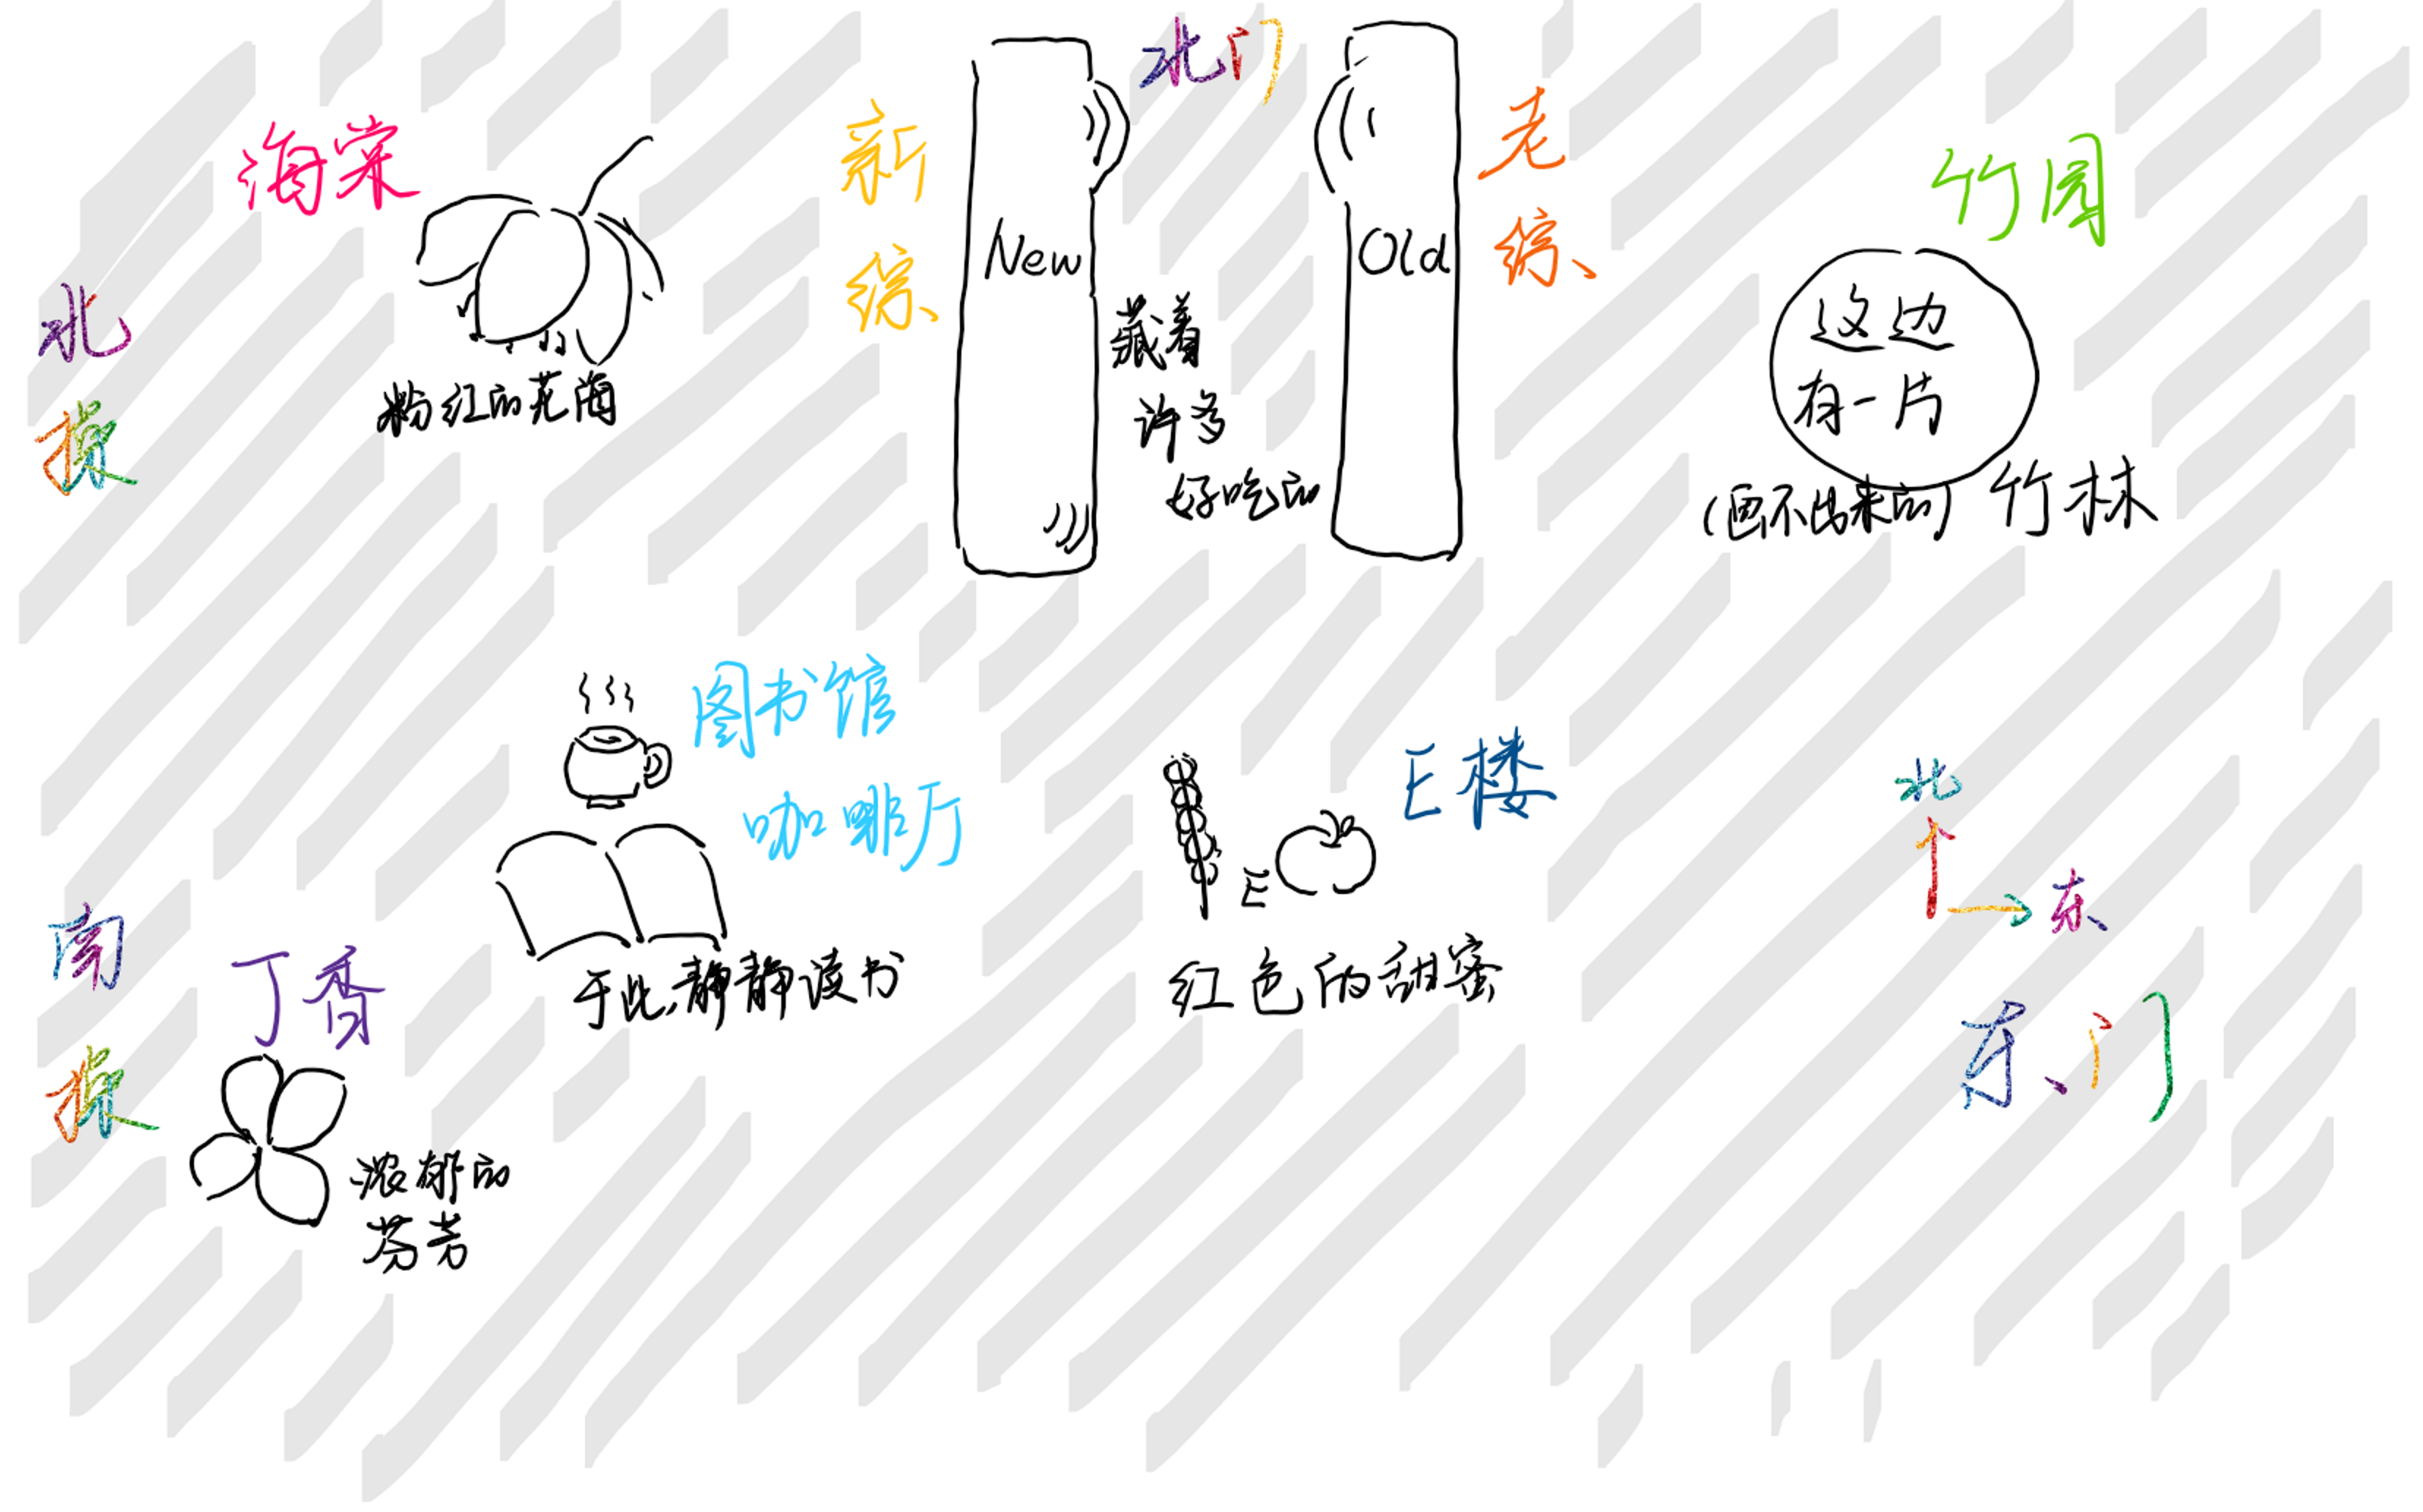 北门
海棠
新综
New
Old
老综
竹园
北操
粉红的花海
藏着
许多
好吃的
这边
有一片
(画不出来的)竹林
图书馆
咖啡厅
E楼
E
北
东
南操
丁香
于此,静静读书
红色的甜蜜
东门
浓郁的
芬芳